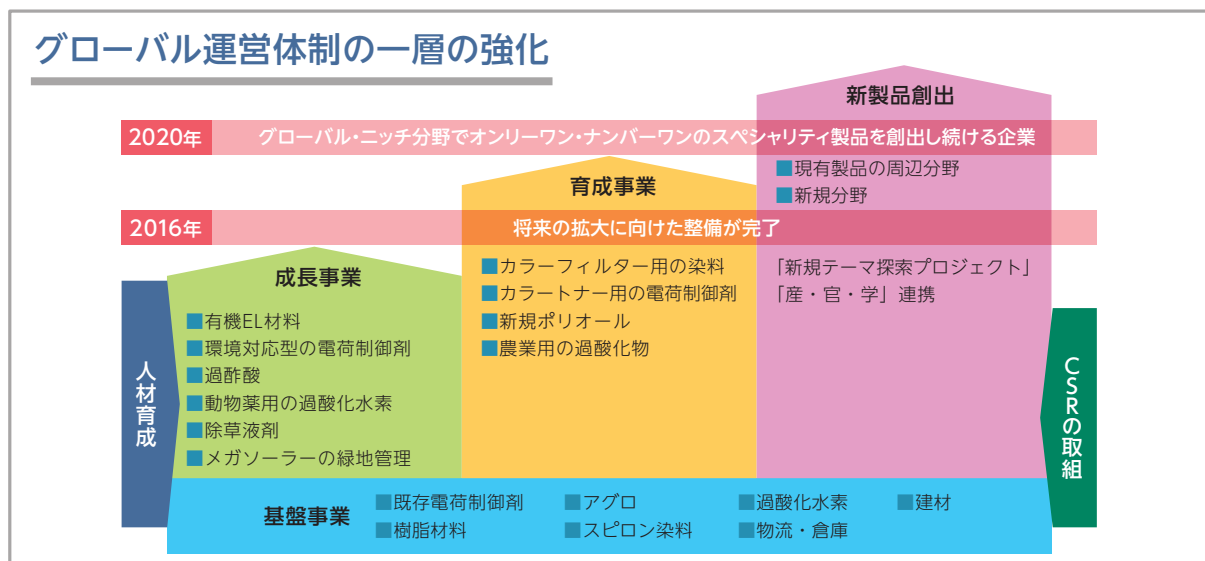 グローバル運営体制の一層の強化
新製品創出
2020年
グローバル・ニッチ分野でオンリーワン・ナンバーワンのスペシャリティ製品を創出し続ける企業
■現有製品の周辺分野
■新規分野
育成事業
2016年
将来の拡大に向けた整備が完了
「新規テーマ探索プロジェクト」
「産・官・学」連携
■カラーフィルター用の染料
■カラートナー用の電荷制御剤
■新規ポリオール
■農業用の過酸化物
成長事業
■有機EL材料
■環境対応型の電荷制御剤
■過酢酸
■動物薬用の過酸化水素
■除草液剤
■メガソーラーの緑地管理
人材育成
CSRの取組
基盤事業
■既存電荷制御剤
■アグロ
■過酸化水素
■建材
■樹脂材料
■スピロン染料
■物流・倉庫